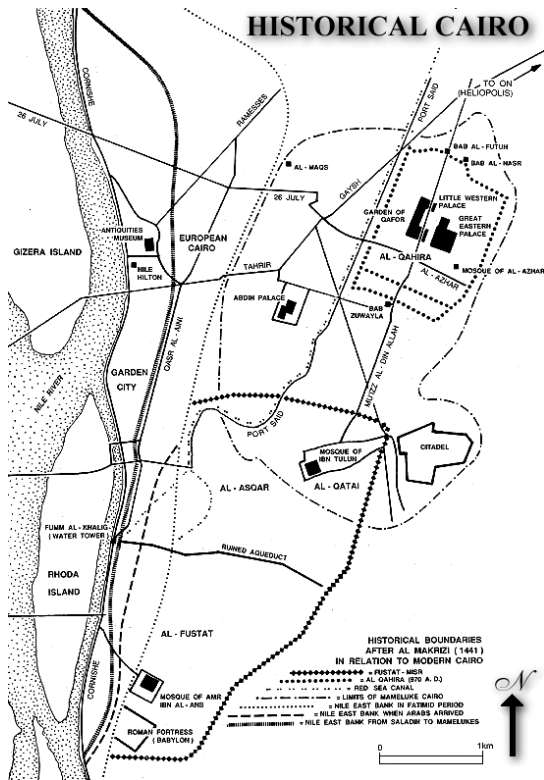 HISTORICAL CAIRO
TO ON
(HELIOPOLIS)
CORNISHE
26 JULY
RAMESSES
PORT SAID
BAB AL-FUTUH
BAB AL-NASR
AL-MAQS
GAYSH
26 JULY
LITTLE WESTERN
PALACE
GARDEN
OF QAFOR
GREAT
EASTERN
PALACE
ANTIQUITIES
MUSEUM
EUROPEAN
CAIRO
GIZERA ISLAND
AL-QAHIRA
AL-AZHAR
MOSQUE OF AL-AZHAR
NILE
HILTON
TAHRIR
ABDIN PALACE
BAB
ZUWAYLA
QASR AL-AINI
MUIZZ AL-DIN ALLAH
GARDEN
CITY
NILE RIVER
PORT SAID
MOSQUE OF
IBN TULUH
CITADEL
AL-ASQAR
AL-QATAI
FUMM AL-KHALIG
(WATER TOWER)
RUINED AQUEDUCT
RHODA
ISLAND
AL-FUSTAT
CORNISHE
MOSQUE OF AMR
IBN AL-ANS
ROMAN FORTRESS
(BABYLON)
HISTORICAL BOUNDARIES
AFTER AL MAKRIZI (1441)
IN RELATION TO MODERN CAIRO
= FUSTAT-MISR
= AL QAHIRA (970 A.D.)
= RED SEA CANAL
= LIMITS OF MAMELUKE CAIRO
= NILE EAST BANK IN FATIMID PERIOD
= NILE EAST BANK WHEN ARABS ARRIVED
= NILE EAST BANK FROM SALADIN TO MAMELUKES
N
0 1km